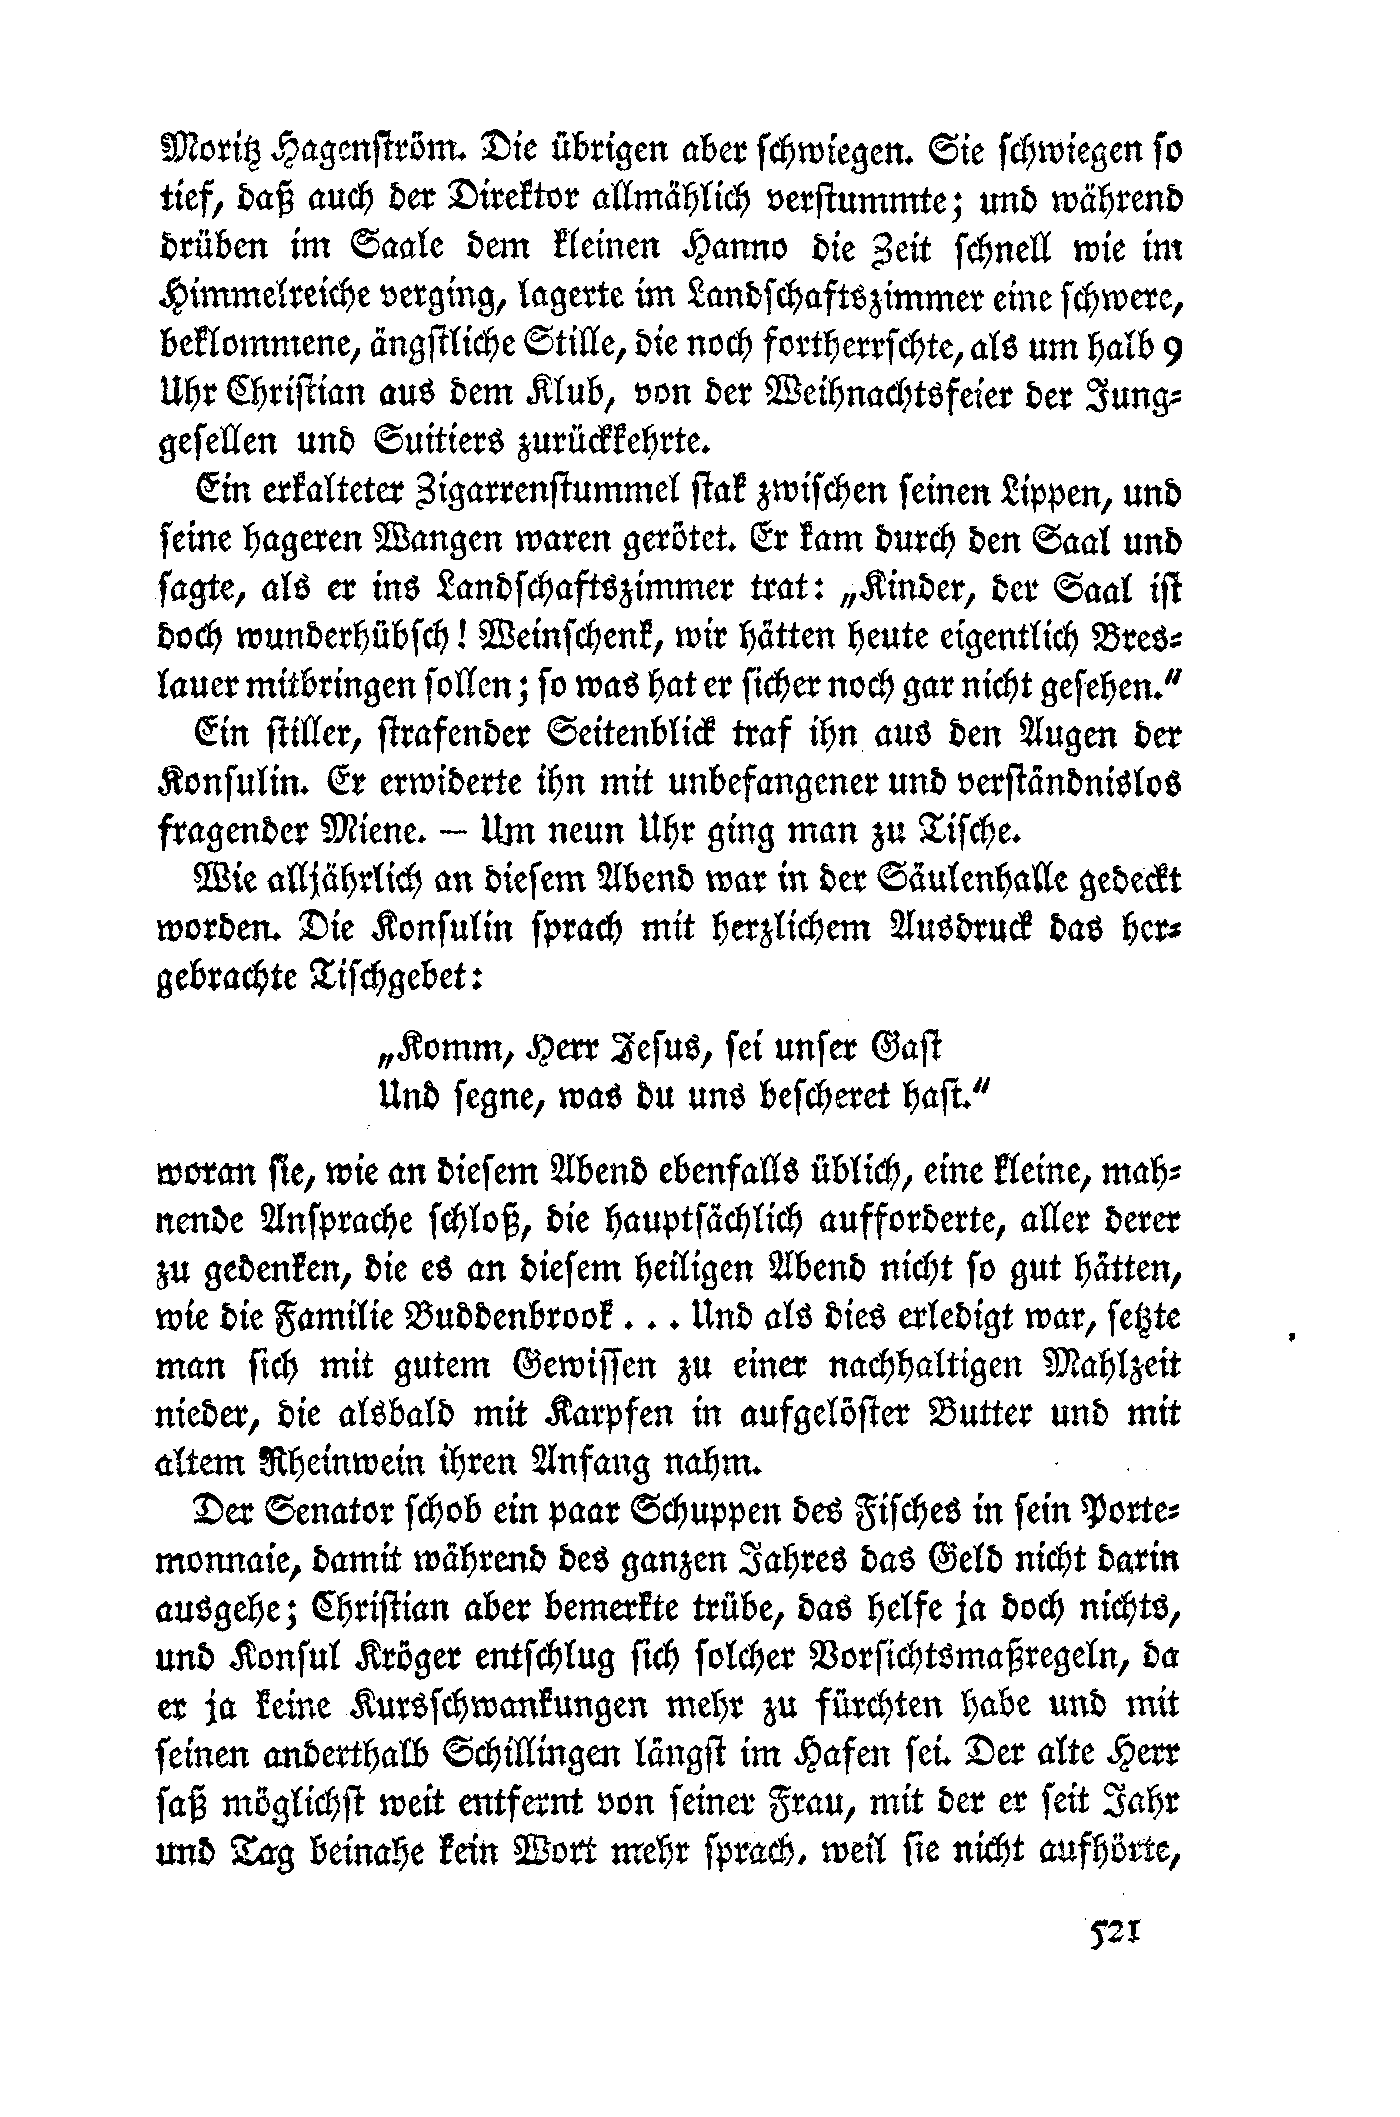 Moritz Hagenström. Die übrigen aber schwiegen. Sie schwiegen so
tief, daß auch der Direktor allmählich verstummte; und während
drüben im Saale dem kleinen Hanno die Zeit schnell wie im
Himmelreiche verging, lagerte im Landschaftszimmer eine schwere,
beklommene, ängstliche Stille, die noch fortherrschte, als um halb 9
Uhr Christian aus dem Klub, von der Weihnachtsfeier der Jung-
gesellen und Suitiers zurückkehrte.
Ein erkalteter Zigarrenstummel stak zwischen seinen Lippen, und
seine hageren Wangen waren gerötet. Er kam durch den Saal und
sagte, als er ins Landschaftszimmer trat: „Kinder, der Saal ist
doch wunderhübsch! Weinschenk, wir hätten heute eigentlich Bres-
lauer mitbringen sollen; so was hat er sicher noch gar nicht gesehen.“
Ein stiller, strafender Seitenblick traf ihn aus den Augen der
Konsulin. Er erwiderte ihn mit unbefangener und verständnislos
fragender Miene. — Um neun Uhr ging man zu Tische.
Wie alljährlich an diesem Abend war in der Säulenhalle gedeckt
worden. Die Konsulin sprach mit herzlichem Ausdruck das her-
gebrachte Tischgebet:
„Komm, Herr Jesus, sei unser Gast
Und segne, was du uns bescheret hast.“
woran sie, wie an diesem Abend ebenfalls üblich, eine kleine, mah-
nende Ansprache schloß, die hauptsächlich aufforderte, aller derer
zu gedenken, die es an diesem heiligen Abend nicht so gut hätten,
wie die Familie Buddenbrook . . . Und als dies erledigt war, setzte
man sich mit gutem Gewissen zu einer nachhaltigen Mahlzeit
nieder, die alsbald mit Karpfen in aufgelöster Butter und mit
altem Rheinwein ihren Anfang nahm.
Der Senator schob ein paar Schuppen des Fisches in sein Porte-
monnaie, damit während des ganzen Jahres das Geld nicht darin
ausgehe; Christian aber bemerkte trübe, das helfe ja doch nichts,
und Konsul Kröger entschlug sich solcher Vorsichtsmaßregeln, da
er ja keine Kursschwankungen mehr zu fürchten habe und mit
seinen anderthalb Schillingen längst im Hafen sei. Der alte Herr
saß möglichst weit entfernt von seiner Frau, mit der er seit Jahr
und Tag beinahe kein Wort mehr sprach, weil sie nicht aufhörte,
521